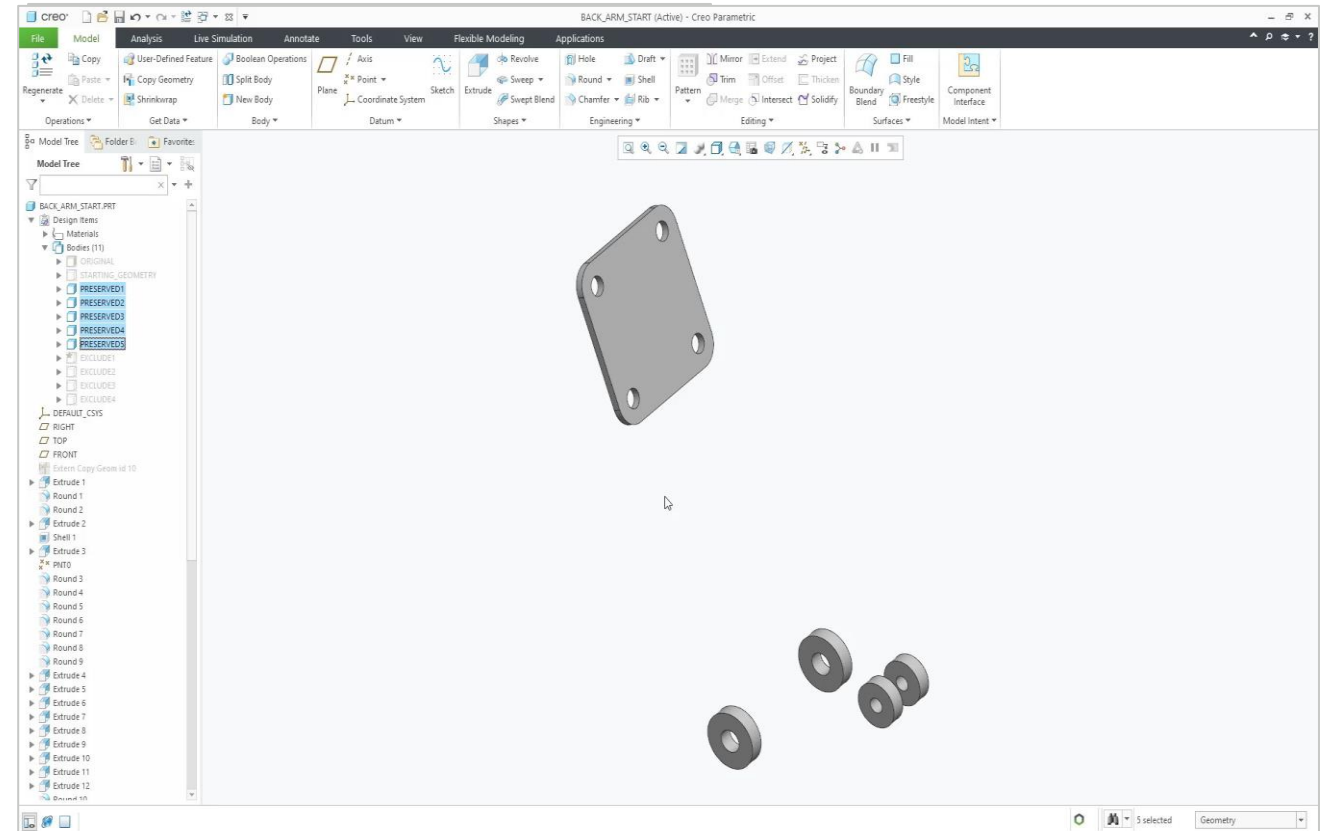 creo
BACK_ARM_START (Active) - Creo Parametric
File Model Analysis Live Simulation Annotate Tools View Flexible Modeling Applications
Regenerate
Copy
Paste
Delete
Operations
User-Defined Feature
Copy Geometry
Shrinkwrap
Get Data
Boolean Operations
Split Body
New Body
Body
Plane
Axis
Point
Coordinate System
Sketch
Datum
Extrude
Revolve
Sweep
Swept Blend
Shapes
Hole
Round
Chamfer
Draft
Shell
Rib
Engineering
Pattern
Mirror
Extend
Project
Trim
Offset
Thicken
Merge
Intersect
Solidify
Editing
Boundary
Blend
Fill
Style
Freestyle
Surfaces
Component
Interface
Model Intent
Model Tree Folder B Favorite:
Model Tree
BACK_ARM_START.PRT
Design Items
Materials
Bodies (11)
ORIGINAL
STARTING_GEOMETRY
PRESERVED1
PRESERVED2
PRESERVED3
PRESERVED4
PRESERVED5
EXCLUDE1
EXCLUDE2
EXCLUDE3
EXCLUDE4
DEFAULT_CSYS
RIGHT
TOP
FRONT
Extern Copy Geom id 10
Extrude 1
Round 1
Round 2
Extrude 2
Shell 1
Extrude 3
PNT0
Round 3
Round 4
Round 5
Round 6
Round 7
Round 8
Round 9
Extrude 4
Extrude 5
Extrude 6
Extrude 7
Extrude 8
Extrude 9
Extrude 10
Extrude 11
Extrude 12
Round 10
5 selected
Geometry